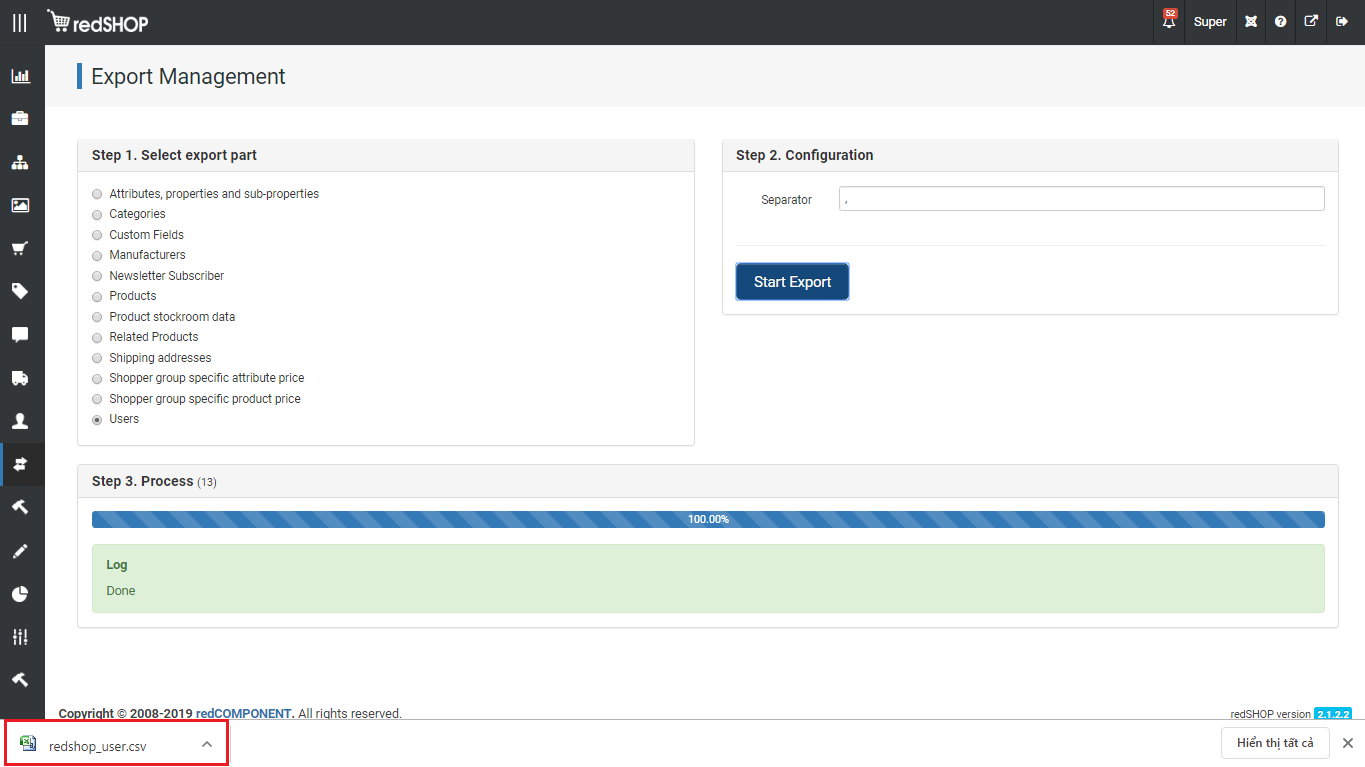 redSHOP
52
Super
Export Management
Step 1. Select export part
Attributes, properties and sub-properties
Categories
Custom Fields
Manufacturers
Newsletter Subscriber
Products
Product stockroom data
Related Products
Shipping addresses
Shopper group specific attribute price
Shopper group specific product price
Users
Step 2. Configuration
Separator
,
Start Export
Step 3. Process (13)
100.00%
Log
Done
Copyright © 2008-2019 redCOMPONENT. All rights reserved.
redSHOP version 2.1.2.2
redshop_user.csv
Hiển thị tất cả